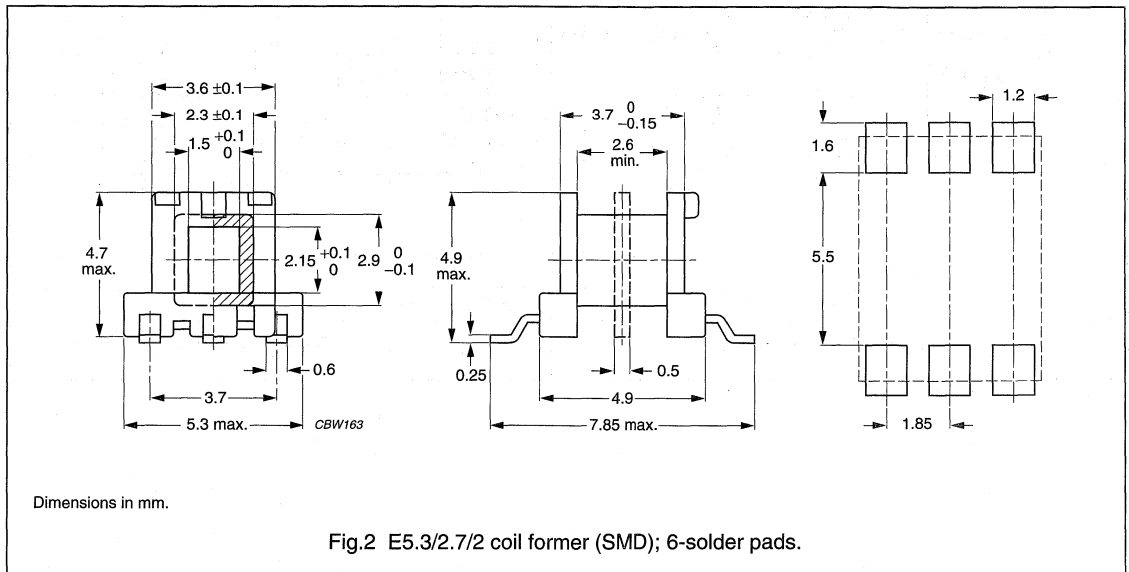 3.6 ±0.1
2.3 ±0.1
1.5 +0.1 0
4.7 max.
2.15 +0.1 0
2.9 0 −0.1
0.6
3.7
5.3 max.
CBW163
3.7 0 −0.15
2.6 min.
4.9 max.
0.25
0.5
4.9
7.85 max.
1.2
1.6
5.5
1.85
Dimensions in mm.
Fig.2 E5.3/2.7/2 coil former (SMD); 6-solder pads.